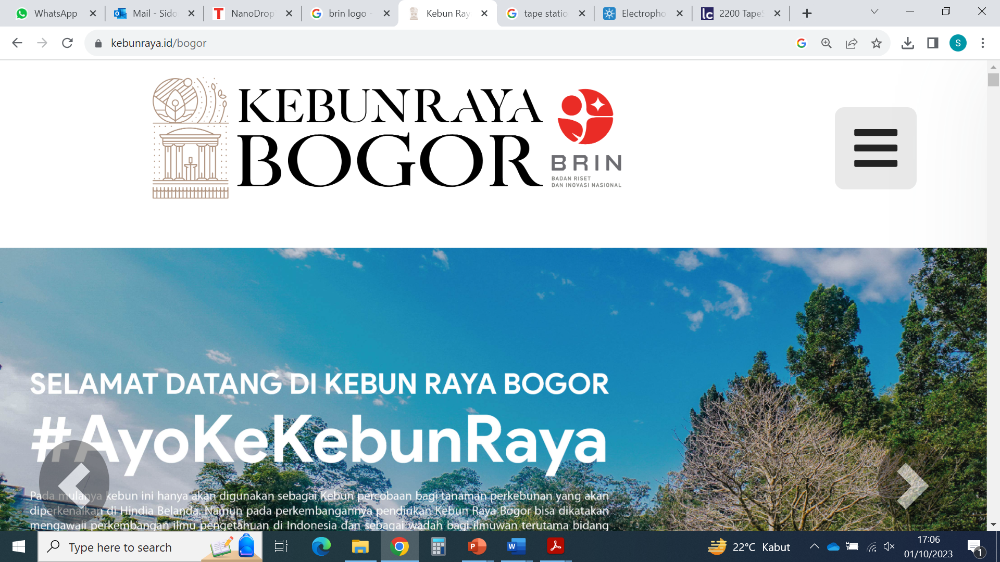 WhatsApp
Mail - Sido
NanoDrop
brin logo -
Kebun Ray
tape statio
Electropho
2200 TapeS
kebunraya.id/bogor
S
KEBUNRAYA
BOGOR
BRIN
BADAN RISET
DAN INOVASI NASIONAL
SELAMAT DATANG DI KEBUN RAYA BOGOR
#AyoKeKebunRaya
Pada mulanya kebun ini hanya akan digunakan sebagai Kebun percobaan bagi tanaman perkebunan yang akan
diperkenalkan di Hindia Belanda. Namun pada perkembangannya pendirikan Kebun Raya Bogor bisa dikatakan
mengawali perkembangan ilmu pengetahuan di Indonesia dan sebagai wadah bagi ilmuwan terutama bidang
Type here to search
22°C Kabut
17:06
01/10/2023
1